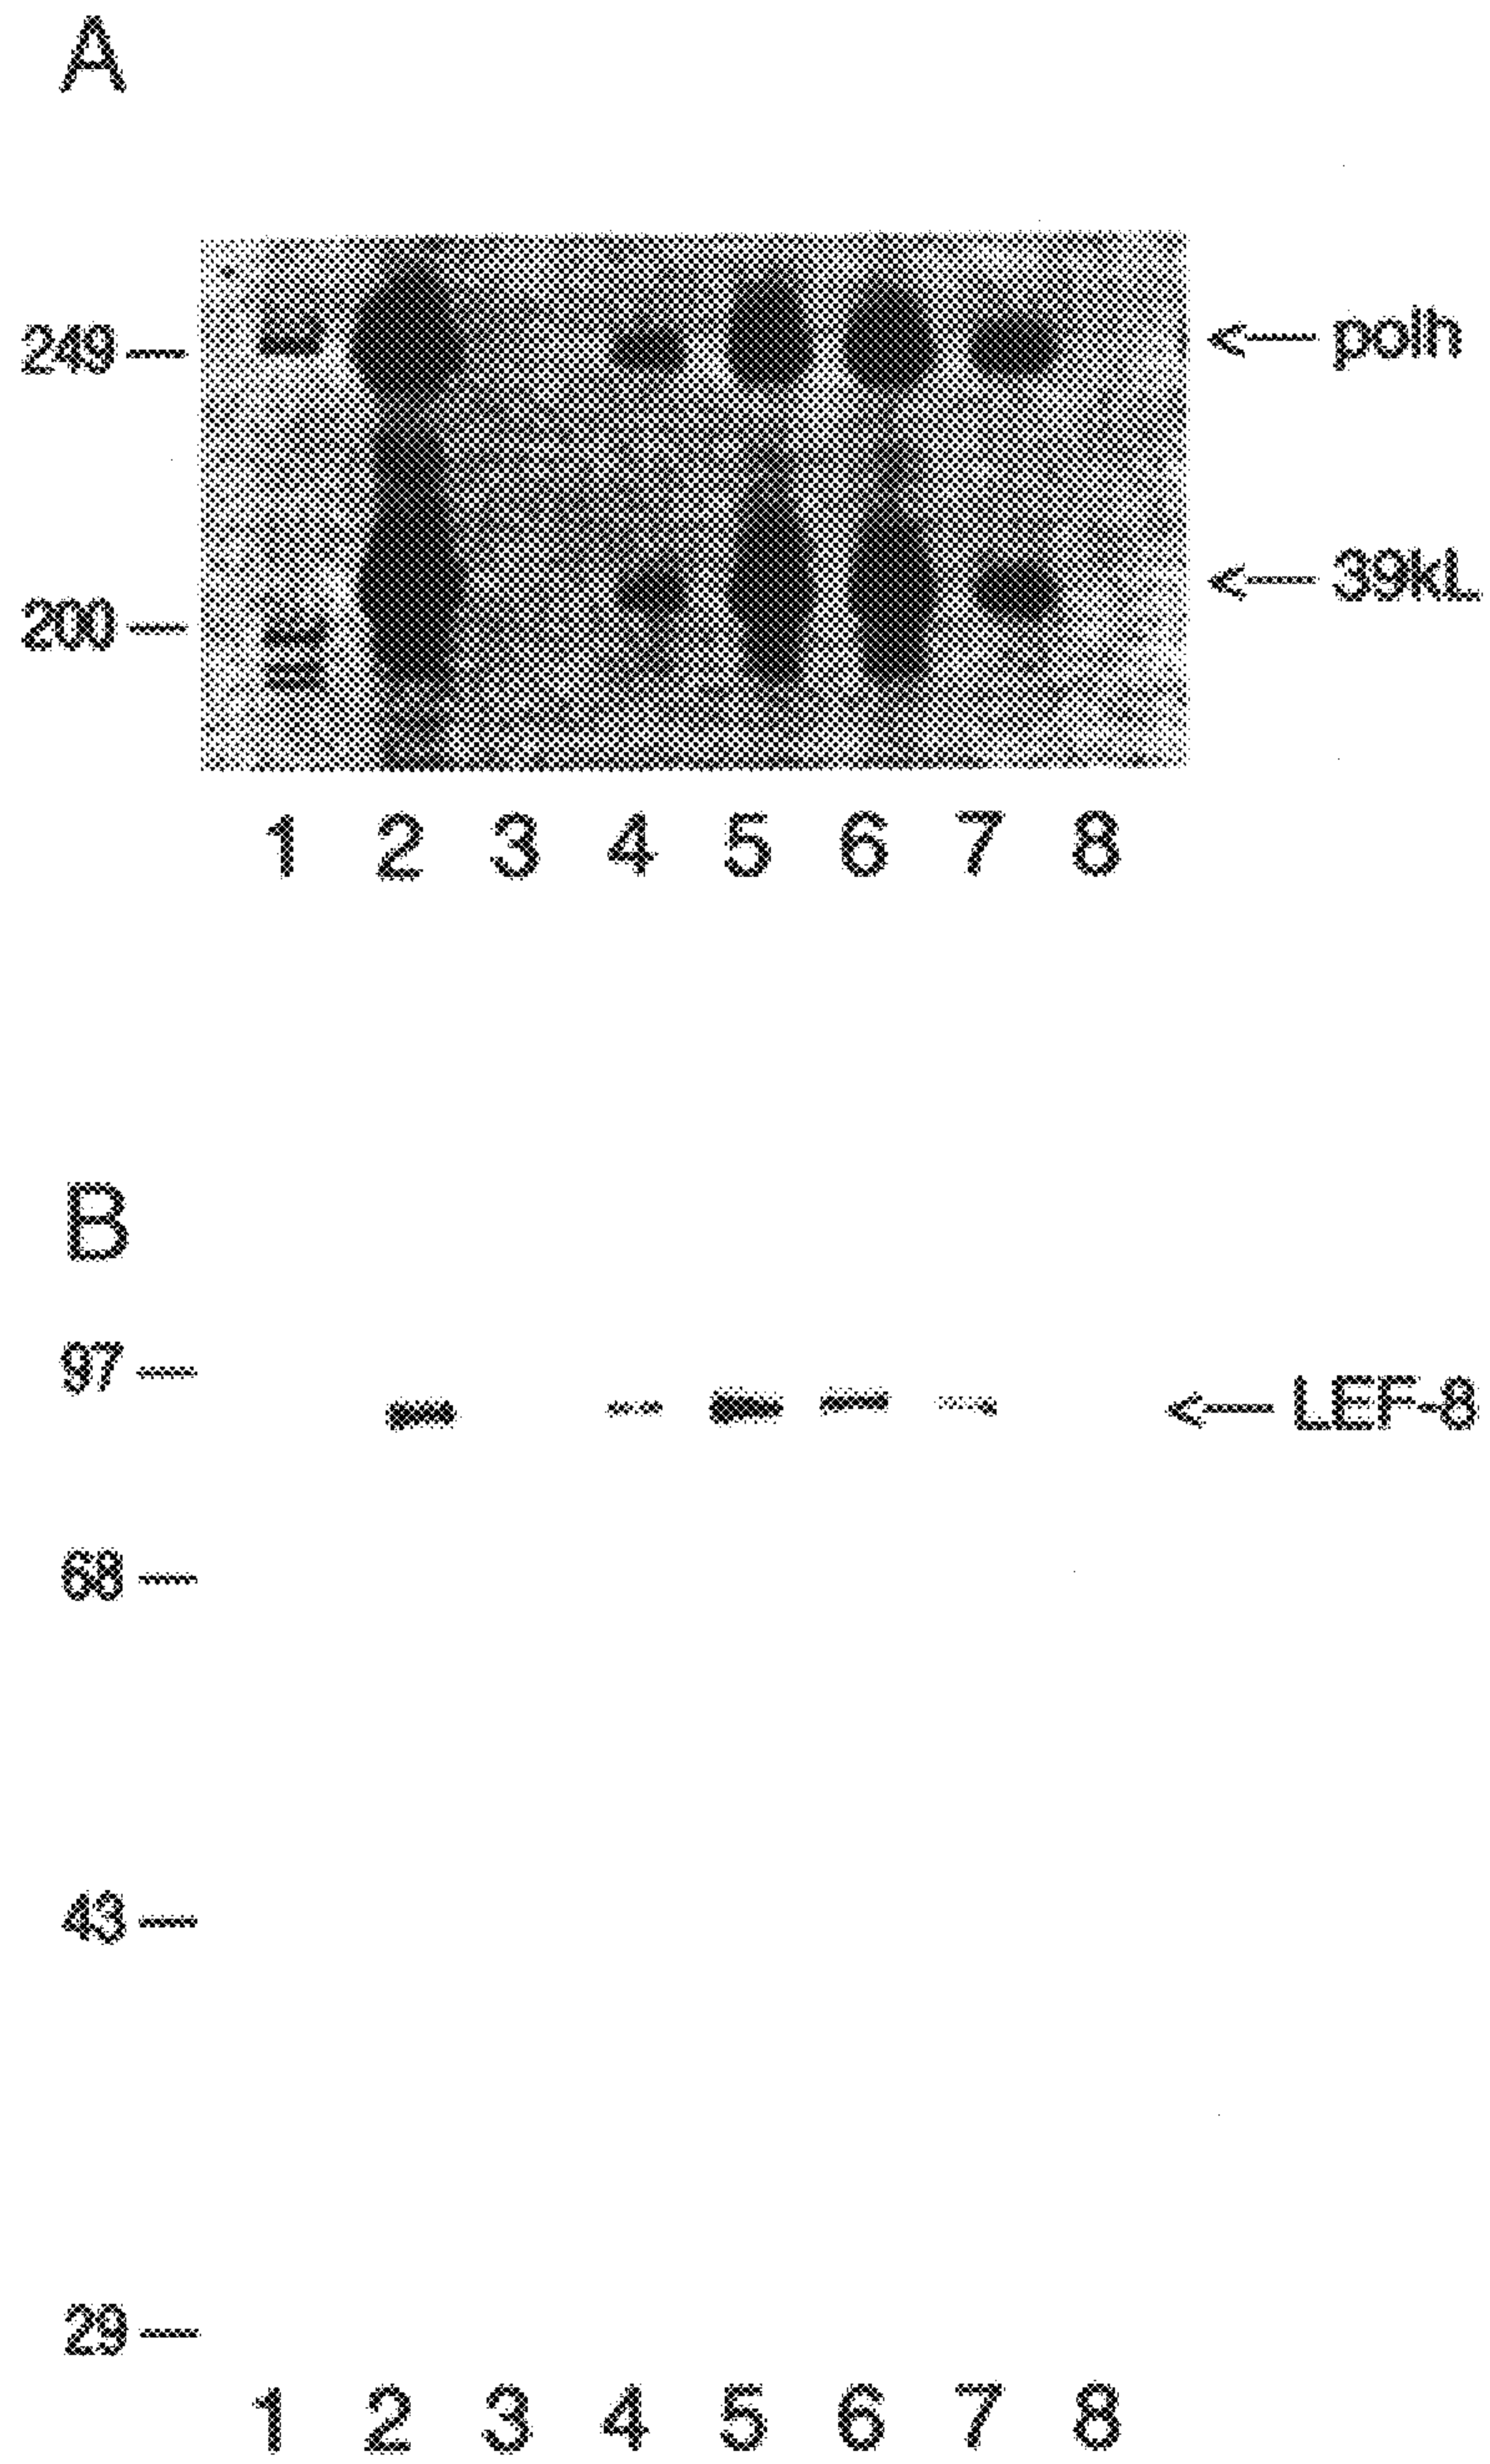 A
249 — ← polh
200 — ← 39kL
1 2 3 4 5 6 7 8
B
97 — ← LEF-8
68 —
43 —
29 —
1 2 3 4 5 6 7 8